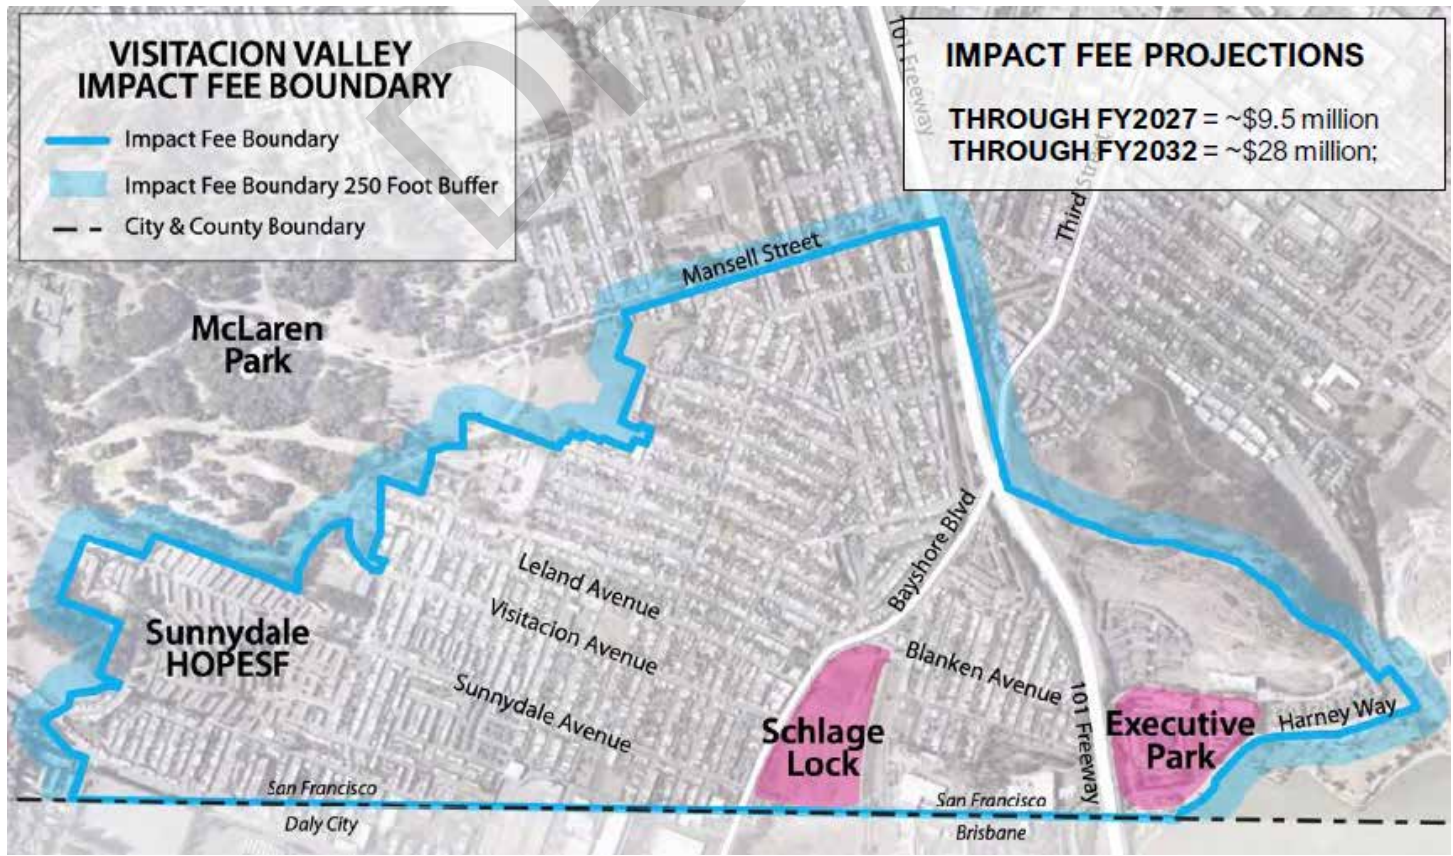 VISITACION VALLEY
IMPACT FEE BOUNDARY
Impact Fee Boundary
Impact Fee Boundary 250 Foot Buffer
City & County Boundary
IMPACT FEE PROJECTIONS
THROUGH FY2027 = ~$9.5 million
THROUGH FY2032 = ~$28 million;
101 Freeway
Third Street
Mansell Street
McLaren
Park
Bayshore Blvd
Leland Avenue
Visitacion Avenue
Sunnydale Avenue
Sunnydale
HOPESF
Blanken Avenue
101 Freeway
Schlage
Lock
Executive
Park
Harney Way
San Francisco
Daly City
San Francisco
Brisbane